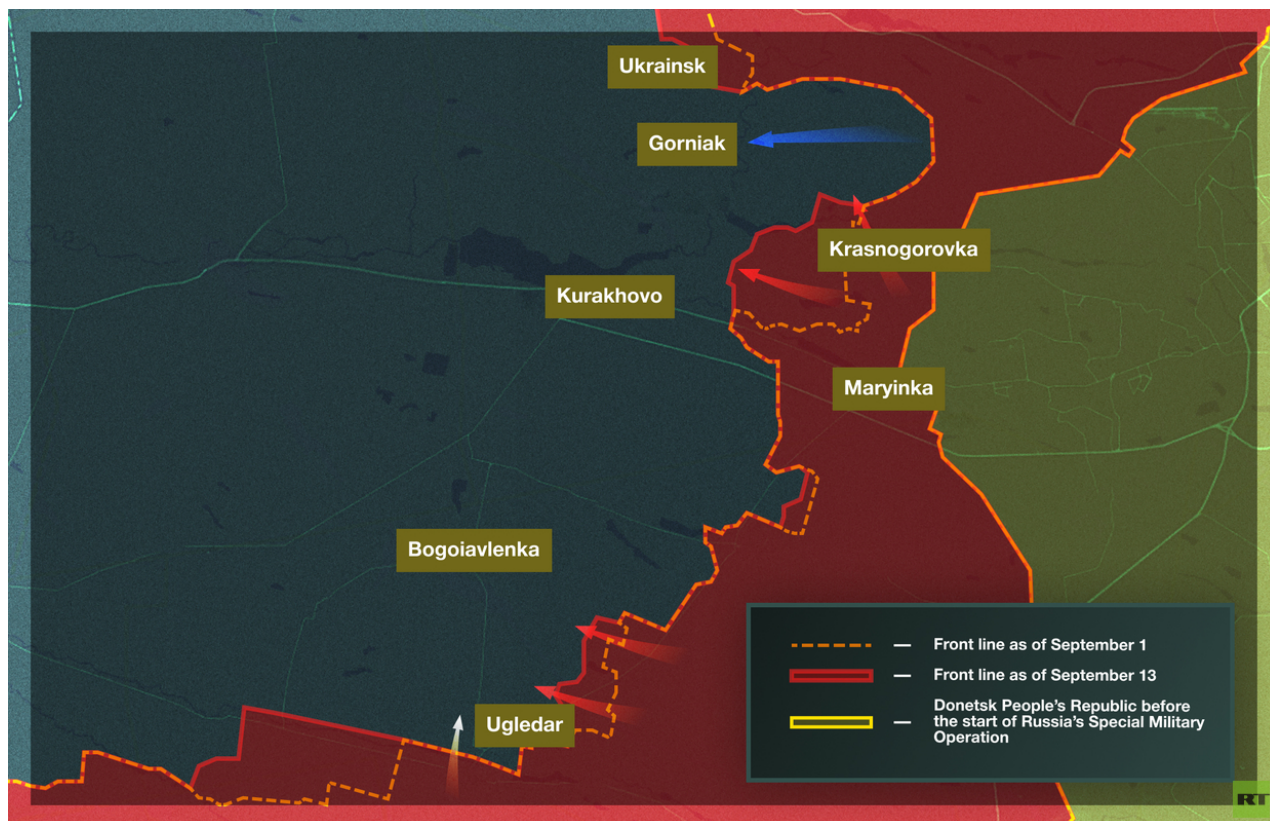 Ukrainsk
Gorniak
Krasnogorovka
Kurakhovo
Maryinka
Bogoiavlenka
Ugledar
— Front line as of September 1
— Front line as of September 13
— Donetsk People’s Republic before
the start of Russia’s Special Military
Operation
RT